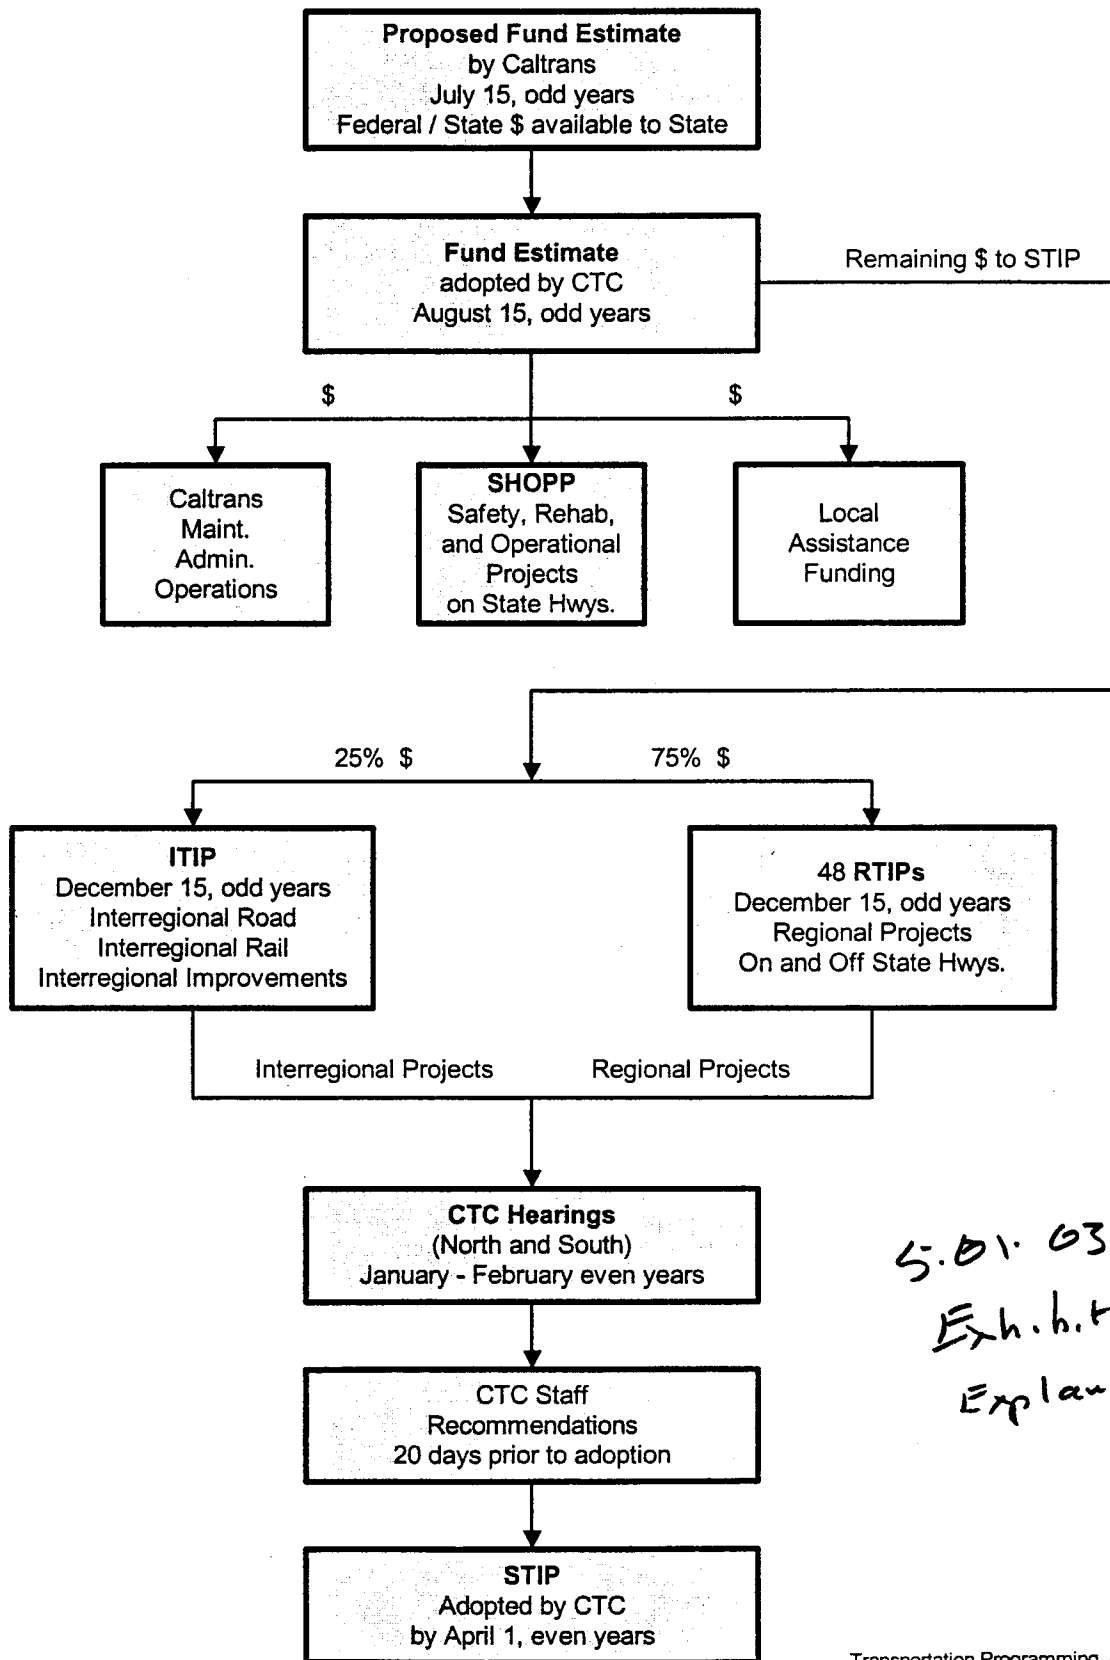 Proposed Fund Estimate
by Caltrans
July 15, odd years
Federal / State $ available to State
Fund Estimate
adopted by CTC
August 15, odd years
Remaining $ to STIP
$ $
Caltrans
Maint.
Admin.
Operations
SHOPP
Safety, Rehab,
and Operational
Projects
on State Hwys.
Local
Assistance
Funding
25% $ 75% $
ITIP
December 15, odd years
Interregional Road
Interregional Rail
Interregional Improvements
48 RTIPs
December 15, odd years
Regional Projects
On and Off State Hwys.
Interregional Projects Regional Projects
CTC Hearings
(North and South)
January - February even years
5.01.03
Exhibit
Explan
CTC Staff
Recommendations
20 days prior to adoption
STIP
Adopted by CTC
by April 1, even years
Transportation Programming